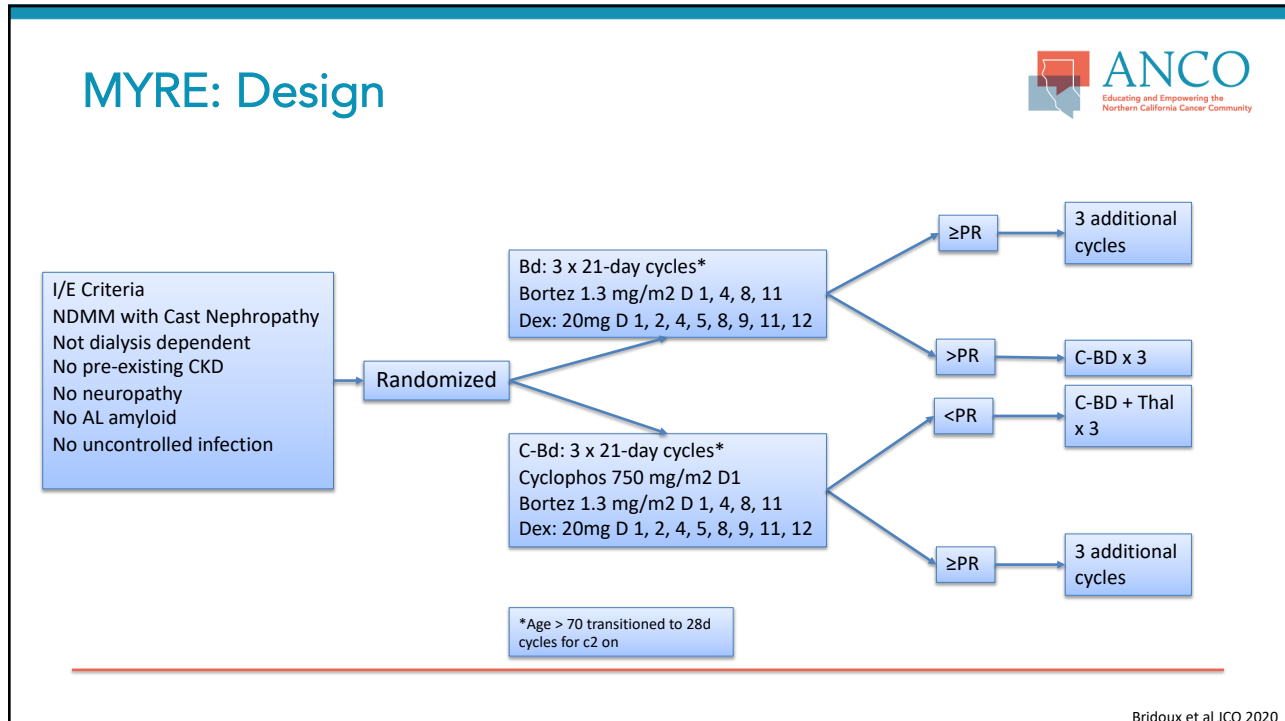 MYRE: Design
ANCO
Educating and Empowering the
Northern California Cancer Community
I/E Criteria
NDMM with Cast Nephropathy
Not dialysis dependent
No pre-existing CKD
No neuropathy
No AL amyloid
No uncontrolled infection
Randomized
Bd: 3 x 21-day cycles*
Bortez 1.3 mg/m2 D 1, 4, 8, 11
Dex: 20mg D 1, 2, 4, 5, 8, 9, 11, 12
≥PR
3 additional
cycles
>PR
C-BD x 3
C-Bd: 3 x 21-day cycles*
Cyclophos 750 mg/m2 D1
Bortez 1.3 mg/m2 D 1, 4, 8, 11
Dex: 20mg D 1, 2, 4, 5, 8, 9, 11, 12
<PR
C-BD + Thal
x 3
≥PR
3 additional
cycles
*Age > 70 transitioned to 28d
cycles for c2 on
Bridoux et al JCO 2020